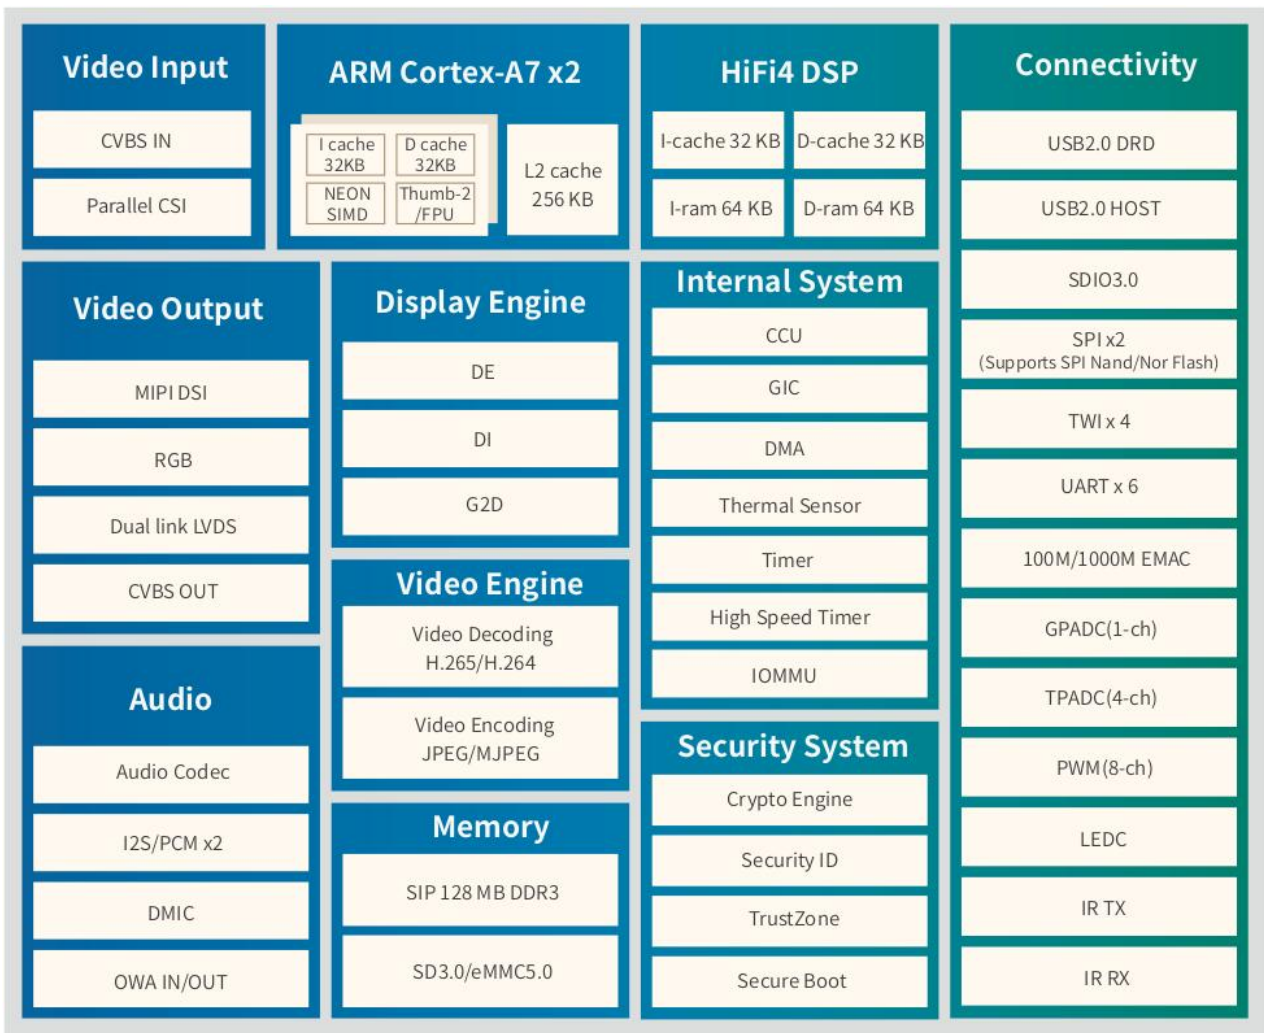 Video Input
CVBS IN
Parallel CSI
ARM Cortex-A7 x2
I cache
32KB
D cache
32KB
NEON
SIMD
Thumb-2
/FPU
L2 cache
256 KB
HiFi4 DSP
I-cache 32 KB
D-cache 32 KB
I-ram 64 KB
D-ram 64 KB
Connectivity
USB2.0 DRD
USB2.0 HOST
SDIO3.0
SPI x2
(Supports SPI Nand/Nor Flash)
TWI x 4
UART x 6
100M/1000M EMAC
GPADC(1-ch)
TPADC(4-ch)
PWM(8-ch)
LEDC
IR TX
IR RX
Video Output
MIPI DSI
RGB
Dual link LVDS
CVBS OUT
Display Engine
DE
DI
G2D
Internal System
CCU
GIC
DMA
Thermal Sensor
Timer
High Speed Timer
IOMMU
Video Engine
Video Decoding
H.265/H.264
Video Encoding
JPEG/MJPEG
Audio
Audio Codec
I2S/PCM x2
DMIC
OWA IN/OUT
Memory
SIP 128 MB DDR3
SD3.0/eMMC5.0
Security System
Crypto Engine
Security ID
TrustZone
Secure Boot